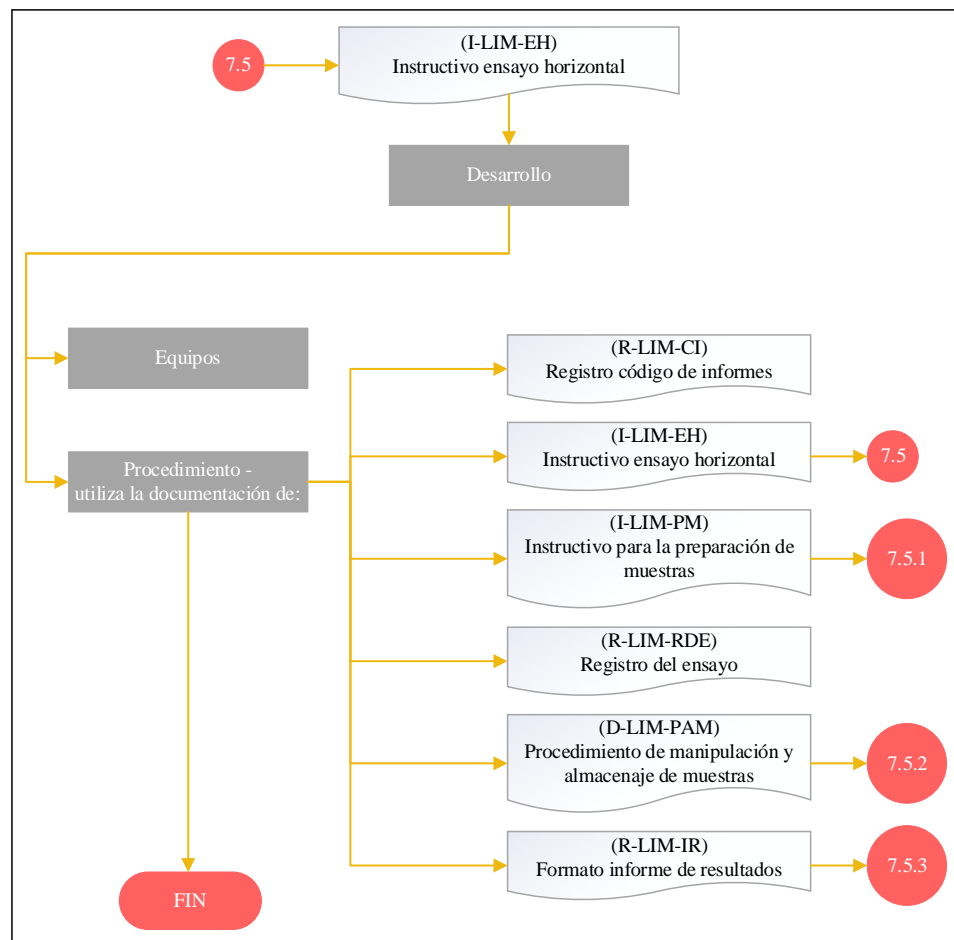 7.5
(I-LIM-EH)
Instructivo ensayo horizontal
Desarrollo
Equipos
Procedimiento -
utiliza la documentación de:
(R-LIM-CI)
Registro código de informes
(I-LIM-EH)
Instructivo ensayo horizontal
7.5
(I-LIM-PM)
Instructivo para la preparación de
muestras
7.5.1
(R-LIM-RDE)
Registro del ensayo
(D-LIM-PAM)
Procedimiento de manipulación y
almacenaje de muestras
7.5.2
(R-LIM-IR)
Formato informe de resultados
7.5.3
FIN